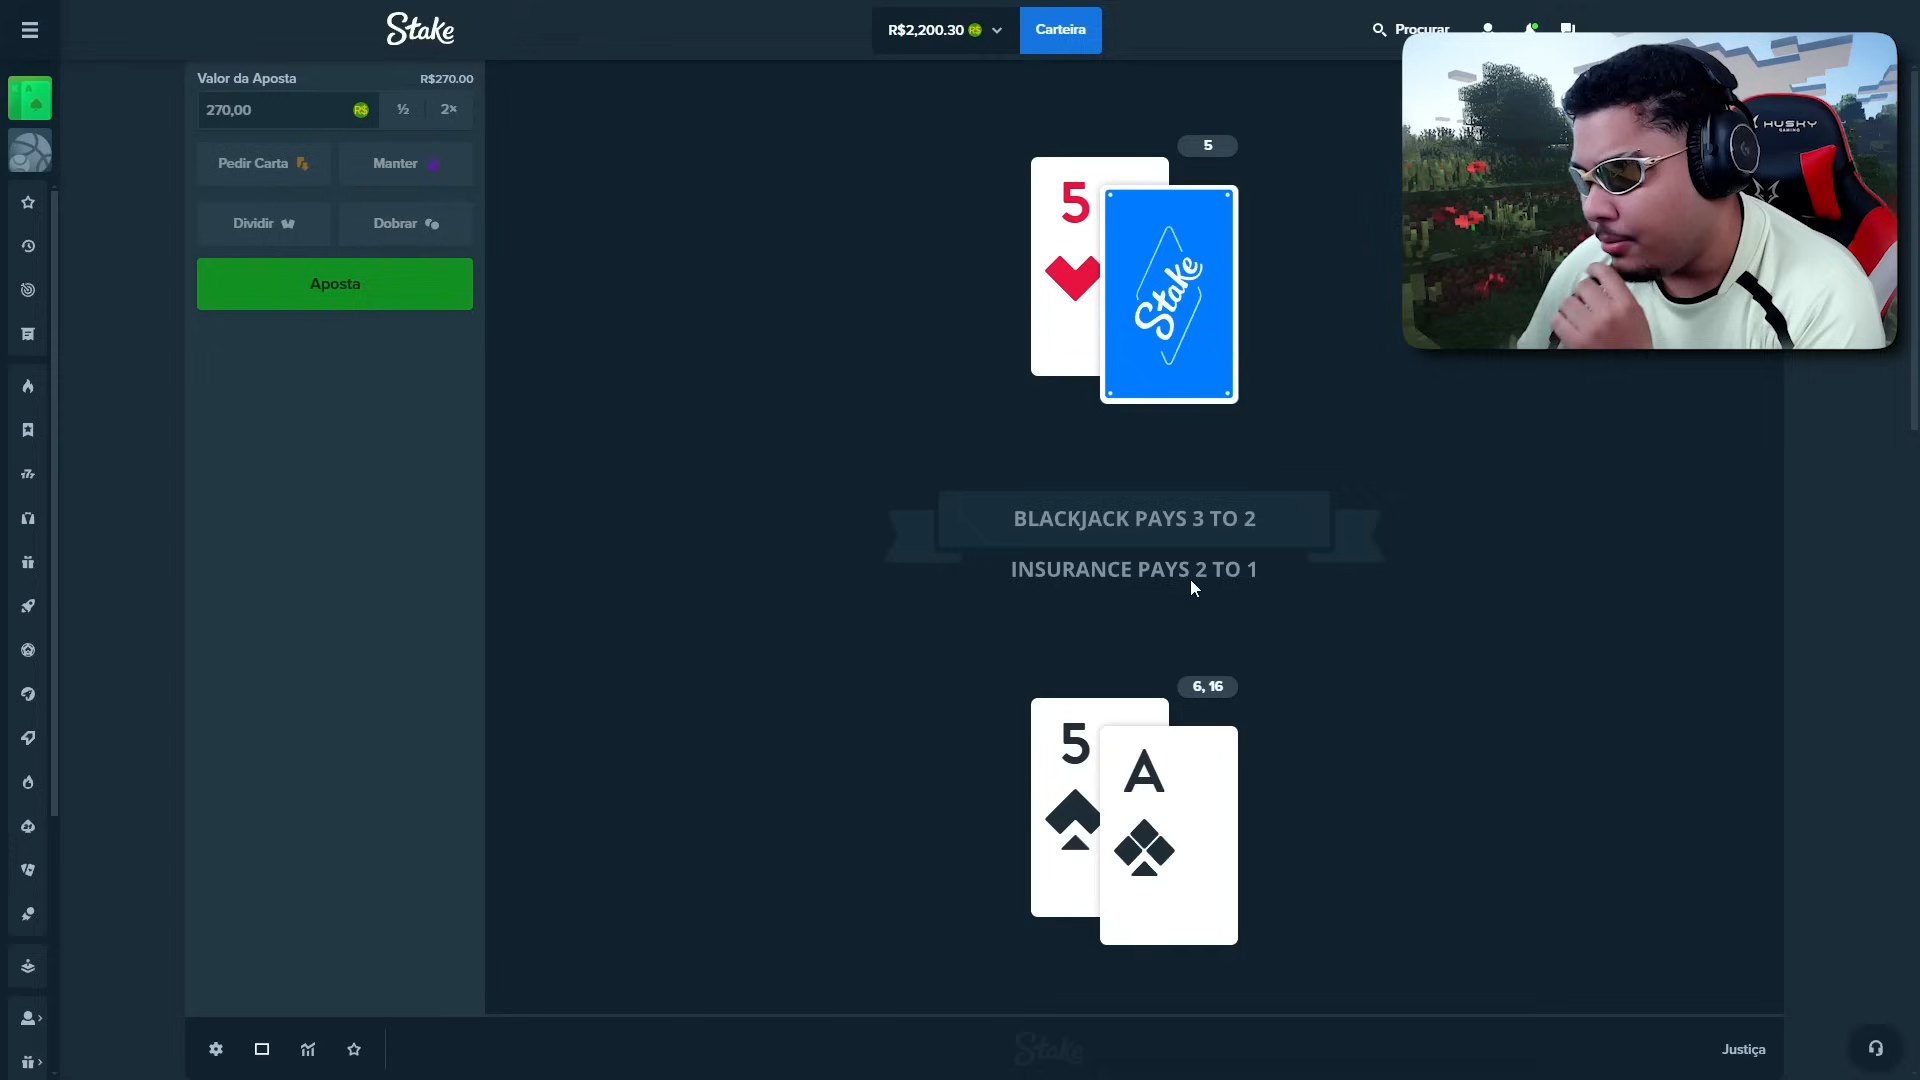 Stake
R$2,200.30
Carteira
Procurar
Valor da Aposta
R$270.00
270,00
½
2×
Pedir Carta
Manter
Dividir
Dobrar
Aposta
5
5
Stake
HUSKY
GAMING
BLACKJACK PAYS 3 TO 2
INSURANCE PAYS 2 TO 1
6, 16
5
A
Stake
Justiça